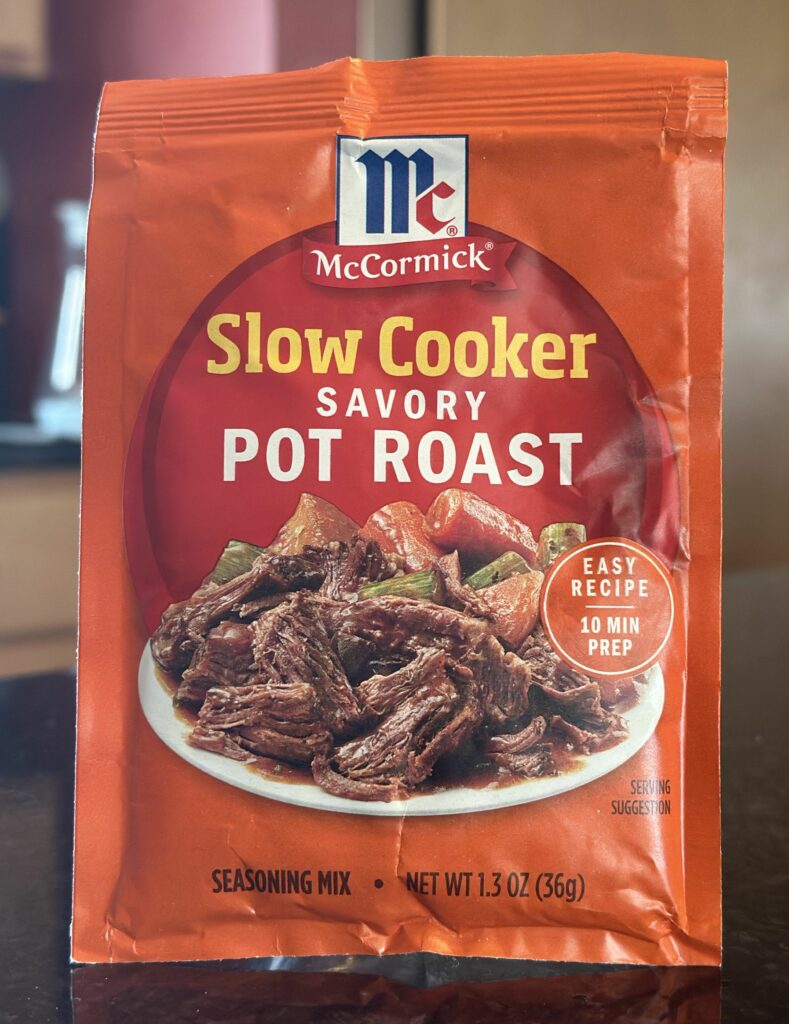 Mc®
McCormick®
Slow Cooker
SAVORY
POT ROAST
EASY
RECIPE
10 MIN
PREP
SERVING
SUGGESTION
SEASONING MIX • NET WT 1.3 OZ (36g)